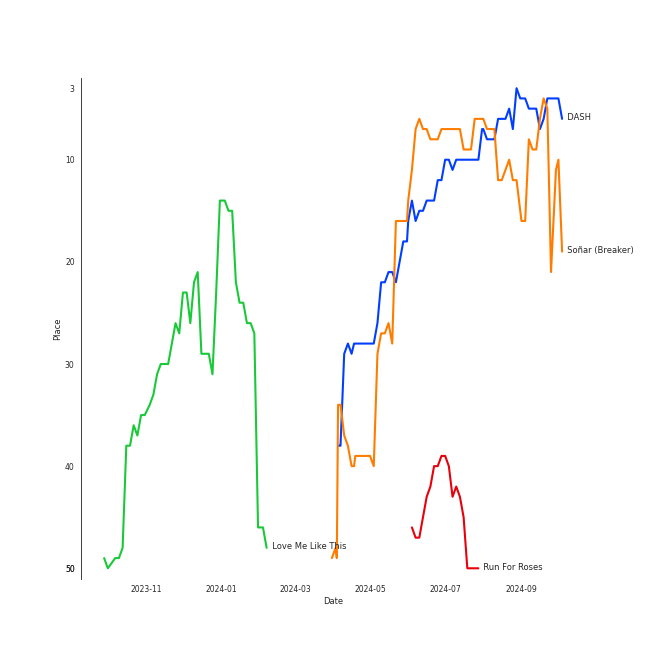 3
DASH
10
Soñar (Breaker)
20
Place
30
40
Love Me Like This
50
Run For Roses
2023-11
2024-01
2024-03
2024-05
2024-07
2024-09
Date